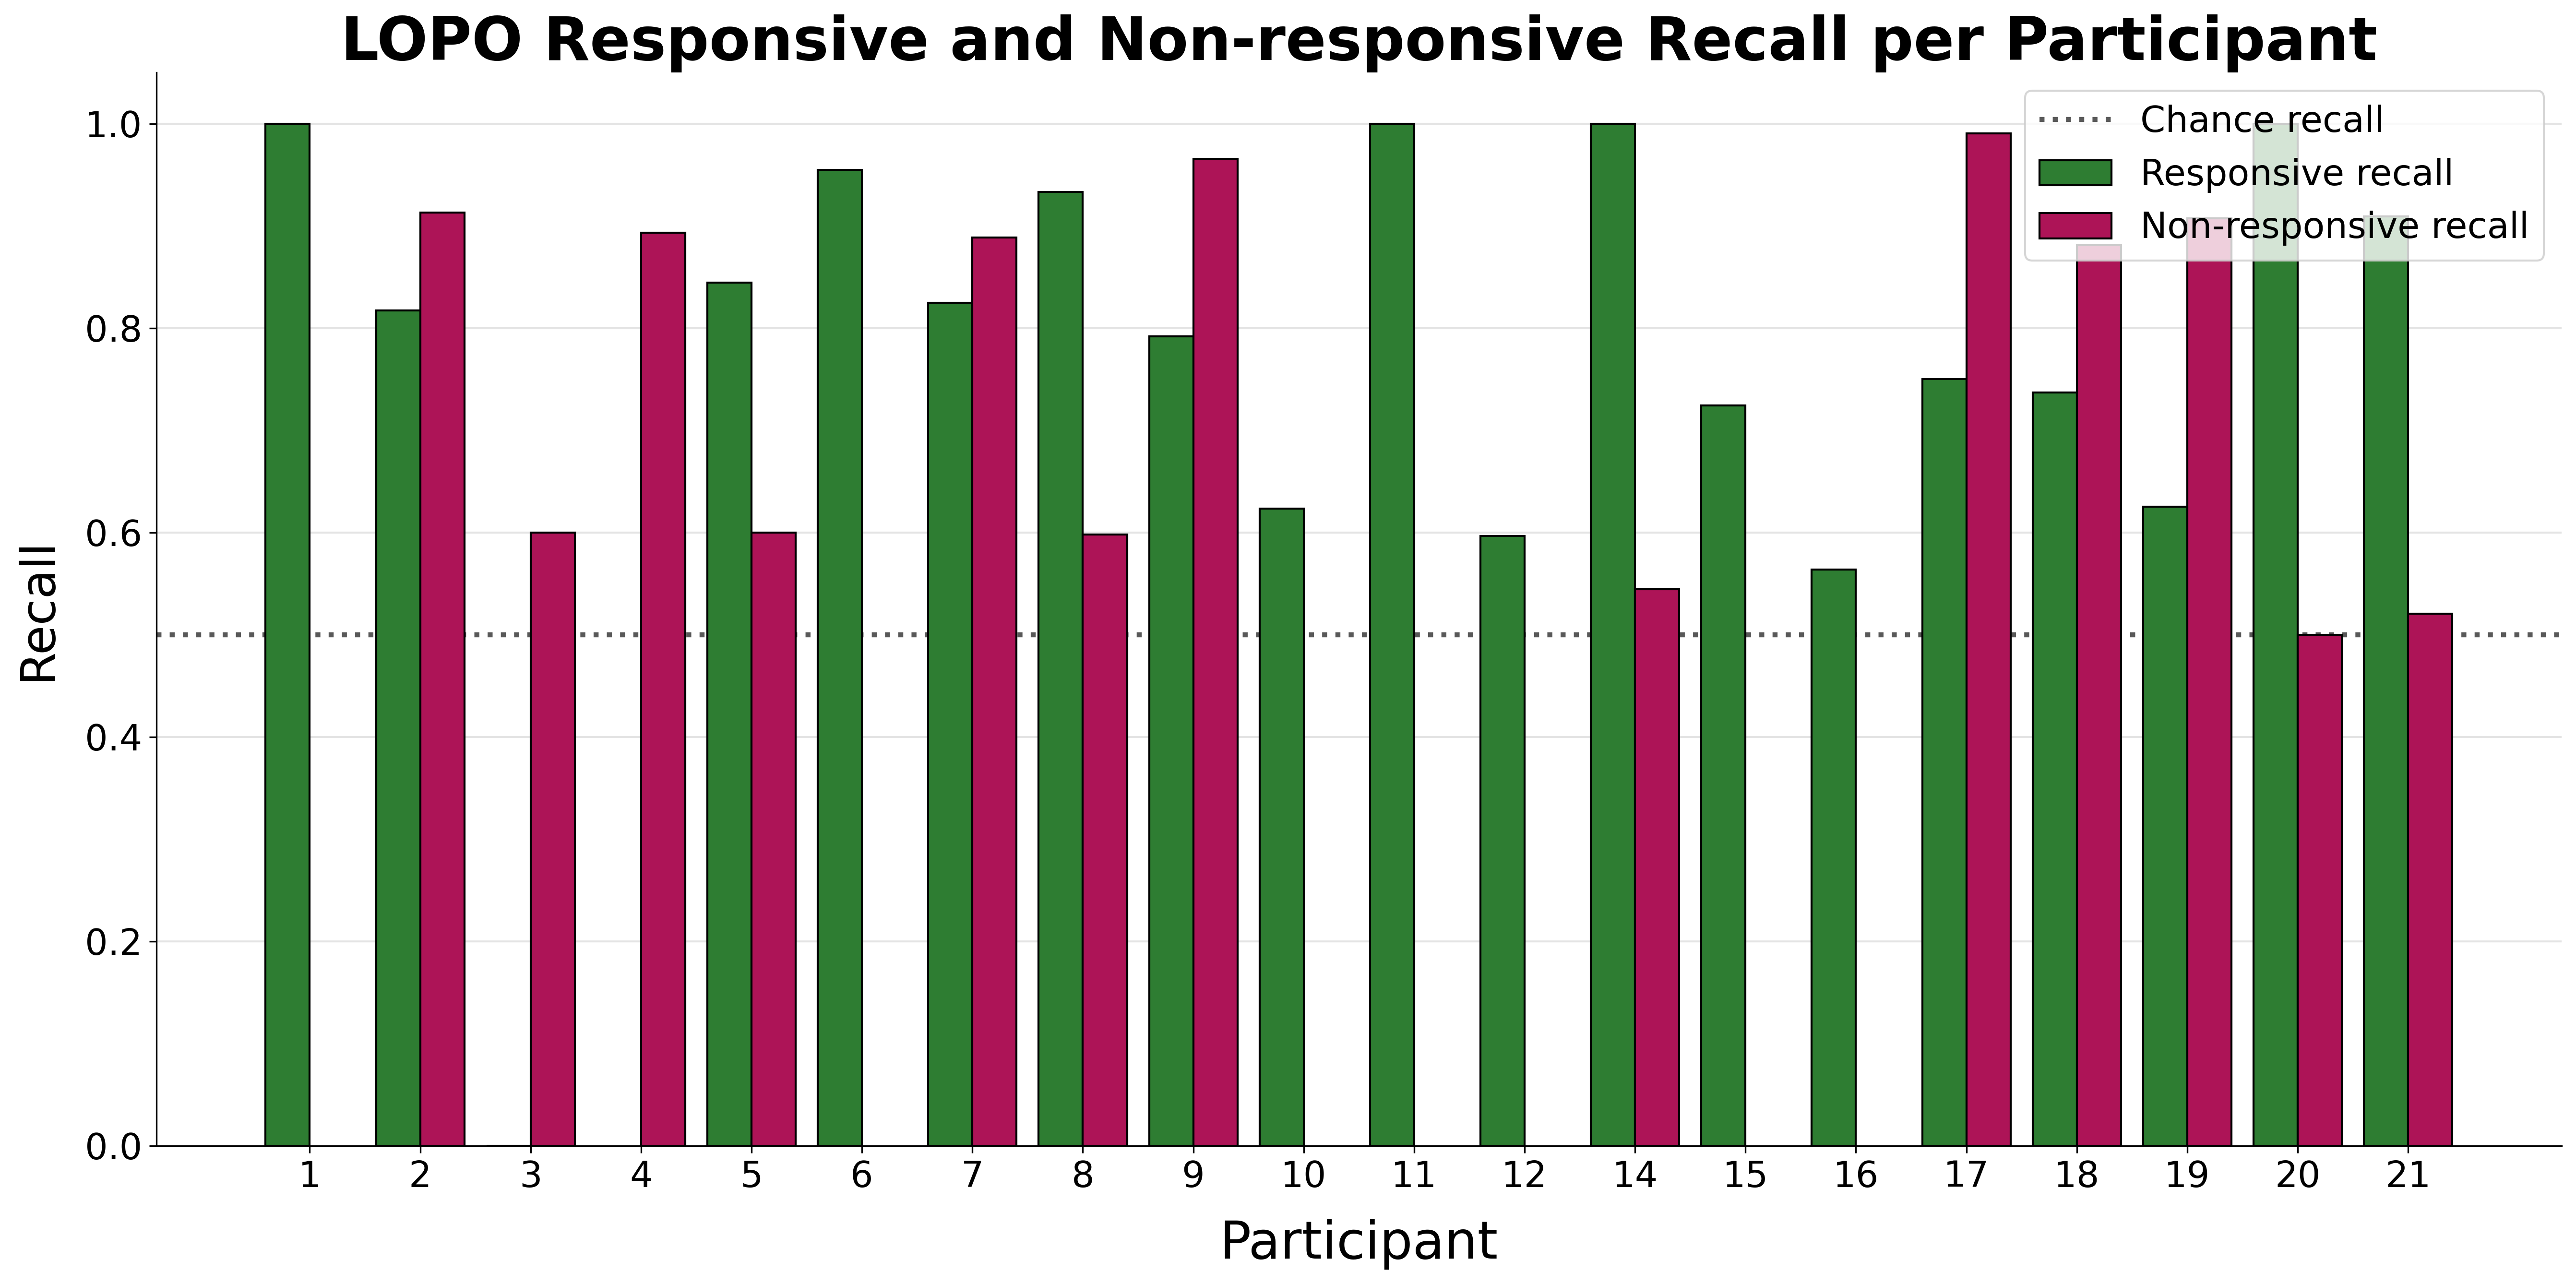 LOPO Responsive and Non-responsive Recall per Participant
Chance recall
Responsive recall
Non-responsive recall
Recall
1.0
0.8
0.6
0.4
0.2
0.0
1 2 3 4 5 6 7 8 9 10 11 12 14 15 16 17 18 19 20 21
Participant